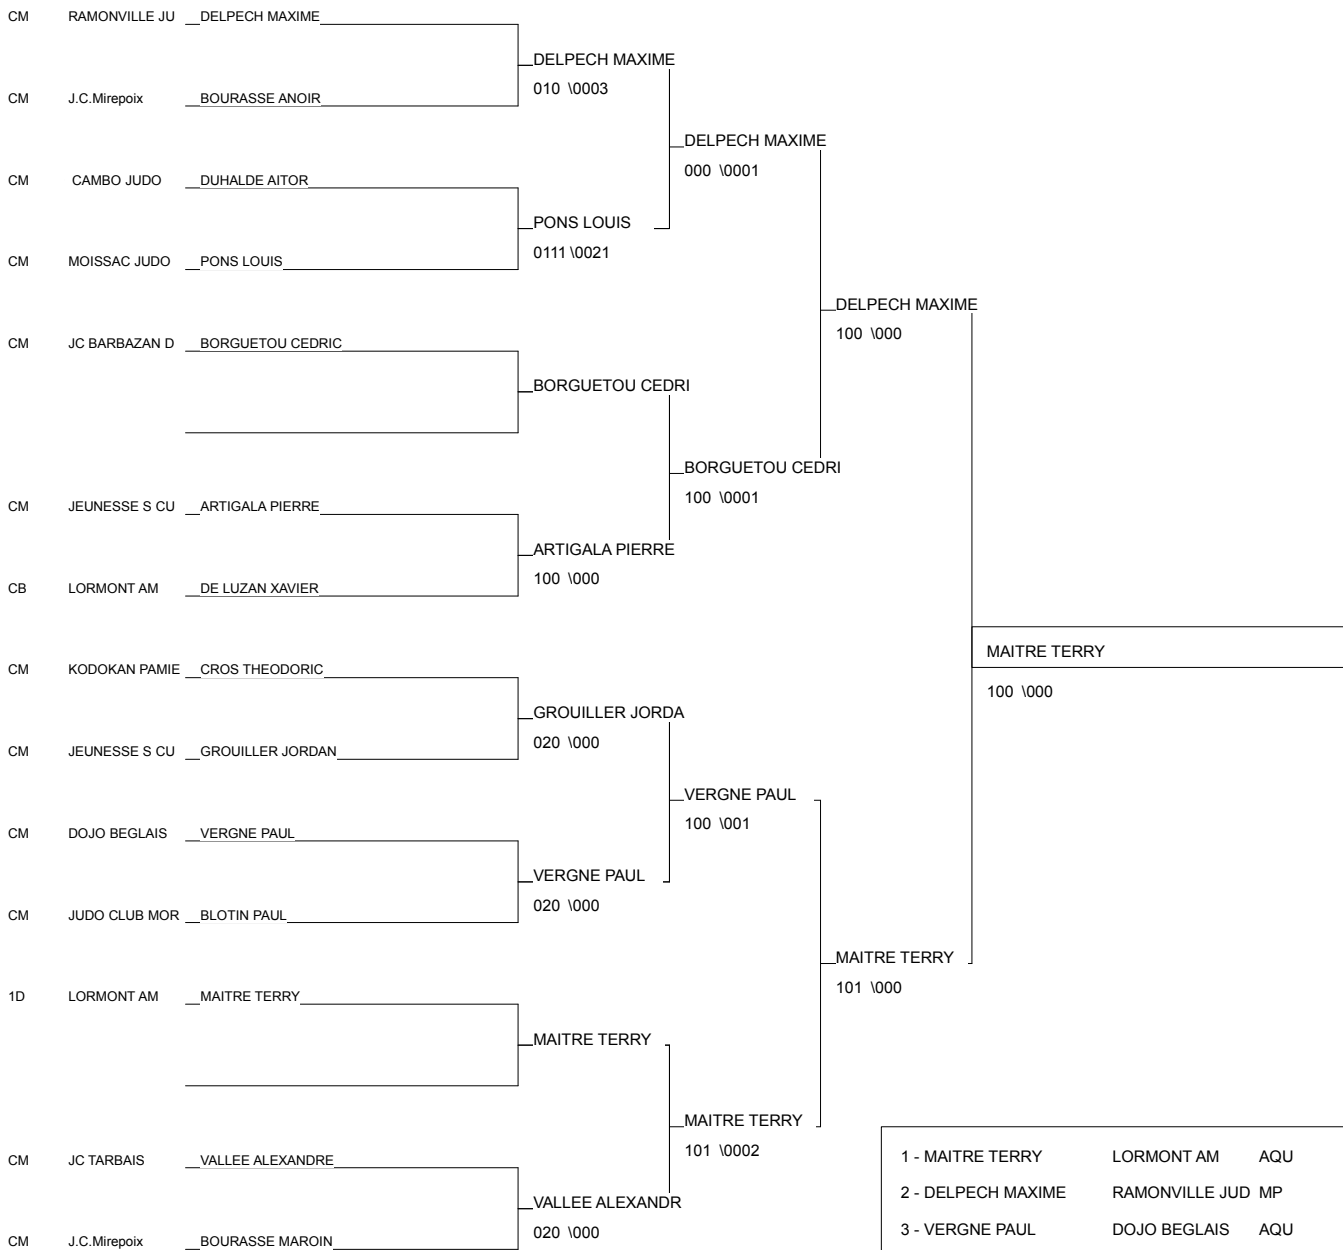 CM RAMONVILLE JU DELPECH MAXIME
DELPECH MAXIME
010 \0003
CM J.C.Mirepoix BOURASSE ANOIR
DELPECH MAXIME
000 \0001
CM CAMBO JUDO DUHALDE AITOR
PONS LOUIS
0111 \0021
CM MOISSAC JUDO PONS LOUIS
DELPECH MAXIME
100 \000
CM JC BARBAZAN D BORGUETOU CEDRIC
BORGUETOU CEDRI
BORGUETOU CEDRI
100 \0001
CM JEUNESSE S CU ARTIGALA PIERRE
ARTIGALA PIERRE
100 \000
CB LORMONT AM DE LUZAN XAVIER
MAITRE TERRY
100 \000
CM KODOKAN PAMIE CROS THEODORIC
GROUILLER JORDA
020 \000
CM JEUNESSE S CU GROUILLER JORDAN
VERGNE PAUL
100 \001
CM DOJO BEGLAIS VERGNE PAUL
VERGNE PAUL
020 \000
CM JUDO CLUB MOR BLOTIN PAUL
MAITRE TERRY
101 \000
1D LORMONT AM MAITRE TERRY
MAITRE TERRY
MAITRE TERRY
101 \0002
CM JC TARBAIS VALLEE ALEXANDRE
VALLEE ALEXANDR
020 \000
CM J.C.Mirepoix BOURASSE MAROIN
1 - MAITRE TERRY LORMONT AM AQU
2 - DELPECH MAXIME RAMONVILLE JUD MP
3 - VERGNE PAUL DOJO BEGLAIS AQU